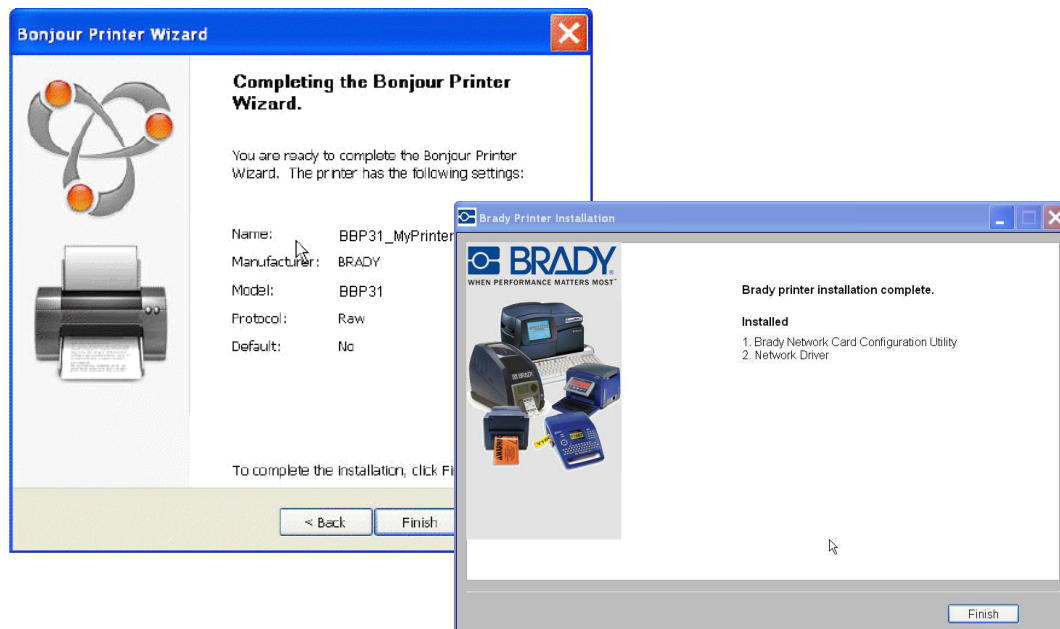 Bonjour Printer Wizard
Completing the Bonjour Printer
Wizard.
You are ready to complete the Bonjour Printer
Wizard. The printer has the following settings:
Name: BBP31_MyPrinter
Manufacturer: BRADY
Model: BBP31
Protocol: Raw
Default: No
To complete the installation, click Fi
< Back
Finish
Brady Printer Installation
BRADY
WHEN PERFORMANCE MATTERS MOST
Brady printer installation complete.
Installed
1. Brady Network Card Configuration Utility
2. Network Driver
Finish